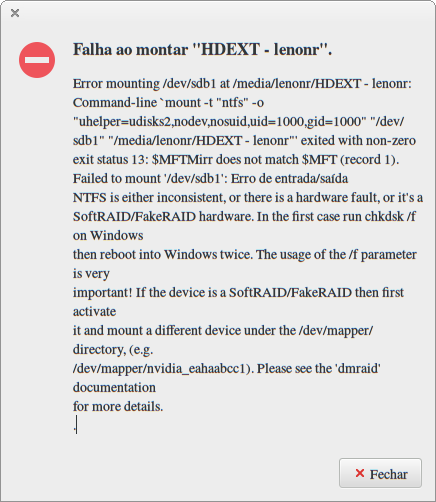 Falha ao montar "HDEXT - lenonr".
Error mounting /dev/sdb1 at /media/lenonr/HDEXT - lenonr:
Command-line `mount -t "ntfs" -o
"uhelper=udisks2,nodev,nosuid,uid=1000,gid=1000" "/dev/
sdb1" "/media/lenonr/HDEXT - lenonr"' exited with non-zero
exit status 13: $MFTMirr does not match $MFT (record 1).
Failed to mount '/dev/sdb1': Erro de entrada/saída
NTFS is either inconsistent, or there is a hardware fault, or it's a
SoftRAID/FakeRAID hardware. In the first case run chkdsk /f
on Windows
then reboot into Windows twice. The usage of the /f parameter
is very
important! If the device is a SoftRAID/FakeRAID then first
activate
it and mount a different device under the /dev/mapper/
directory, (e.g.
/dev/mapper/nvidia_eahaabcc1). Please see the 'dmraid'
documentation
for more details.
.
Fechar